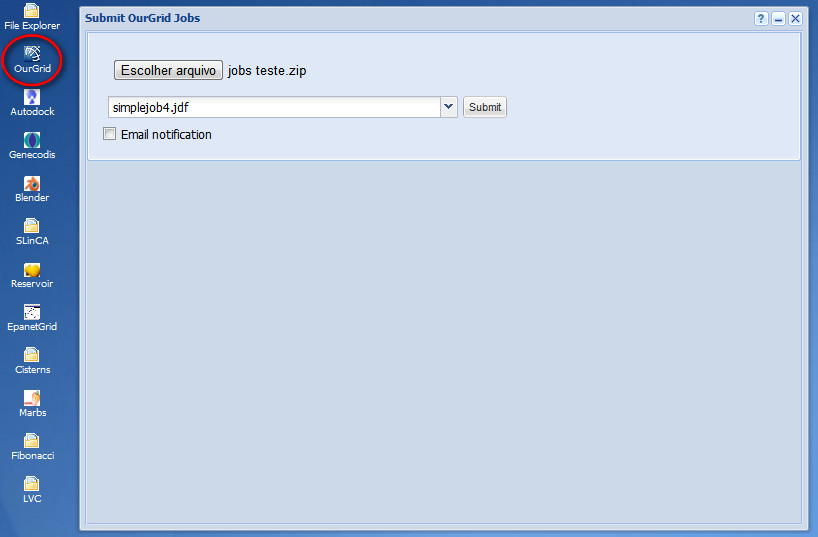 File Explorer
OurGrid
Autodock
Genecodis
Blender
SLinCA
Reservoir
EpanetGrid
Cisterns
Marbs
Fibonacci
LVC
Submit OurGrid Jobs
?
Escolher arquivo jobs teste.zip
simplejob4.jdf Submit
Email notification